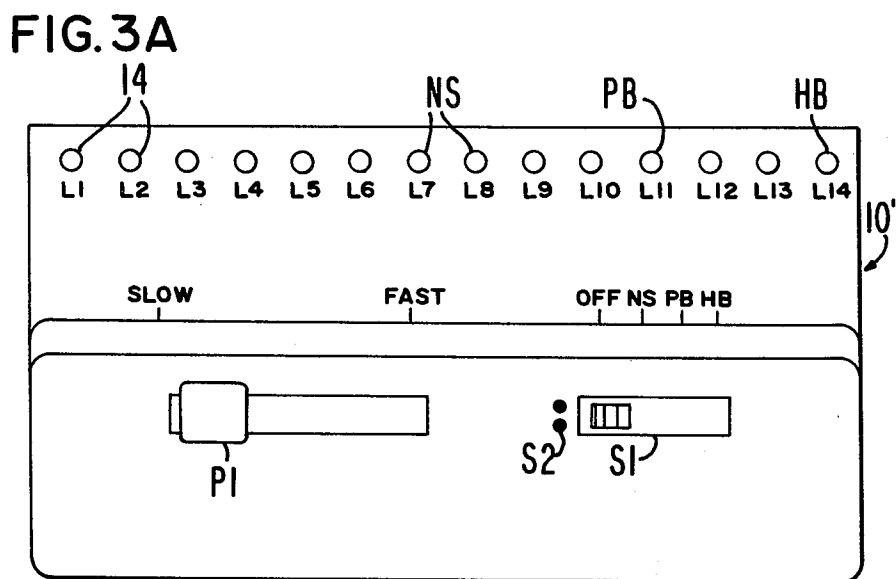 FIG. 3A
14 NS PB HB
L1 L2 L3 L4 L5 L6 L7 L8 L9 L10 L11 L12 L13 L14
10'
SLOW FAST OFF NS PB HB
P1 S2 S1